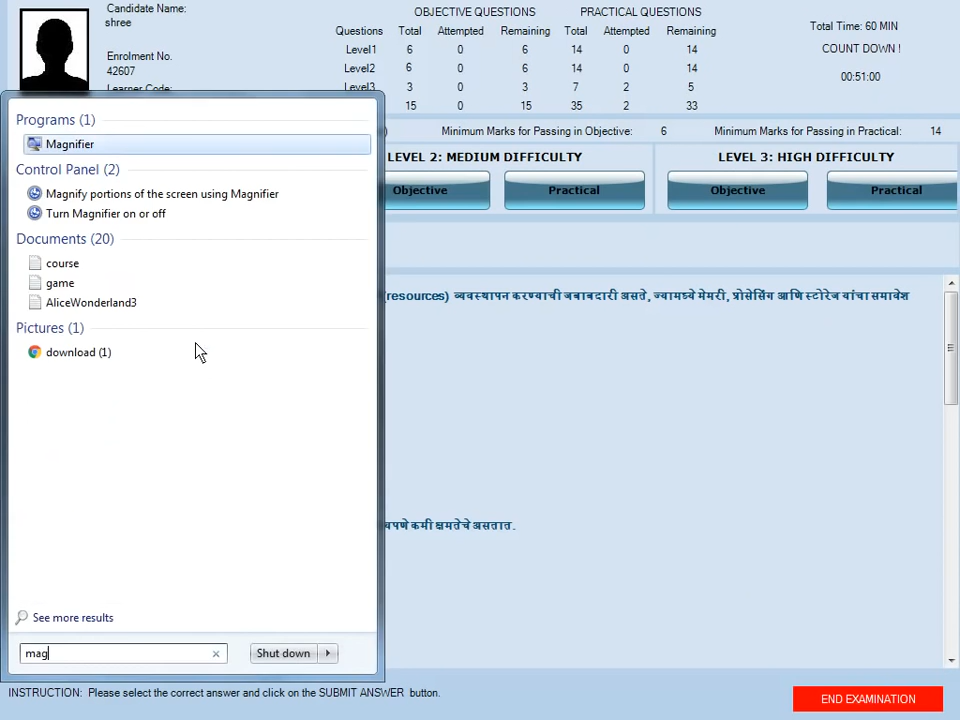 Candidate Name:
shree
Enrolment No.
42607
Learner Code:
OBJECTIVE QUESTIONS PRACTICAL QUESTIONS
Questions Total Attempted Remaining Total Attempted Remaining
Level1 6 0 6 14 0 14
Level2 6 0 6 14 0 14
Level3 3 0 3 7 2 5
15 0 15 35 2 33
Total Time: 60 MIN
COUNT DOWN !
00:51:00
) Minimum Marks for Passing in Objective: 6 Minimum Marks for Passing in Practical: 14
LEVEL 2: MEDIUM DIFFICULTY LEVEL 3: HIGH DIFFICULTY
Objective Practical Objective Practical
(resources) व्यवस्थापन करण्याची जबाबदारी असते, ज्यामध्ये मेमरी, प्रोसेसिंग आणि स्टोरेज यांचा समावेश
कमी क्षमतेचे असतात.
Programs (1)
Magnifier
Control Panel (2)
Magnify portions of the screen using Magnifier
Turn Magnifier on or off
Documents (20)
course
game
AliceWonderland3
Pictures (1)
download (1)
See more results
mag
Shut down
INSTRUCTION: Please select the correct answer and click on the SUBMIT ANSWER button.
END EXAMINATION